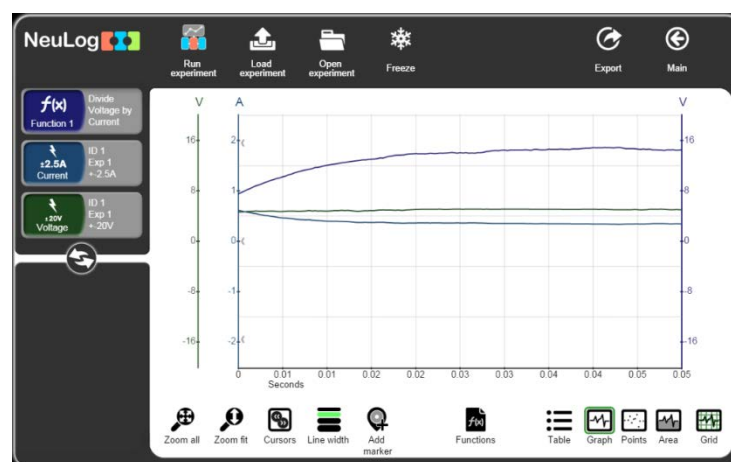 NeuLog
Run
experiment
Load
experiment
Open
experiment
Freeze
Export
Main
f(x)
Function 1
Divide
Voltage by
Current
±2.5A
Current
ID 1
Exp 1
+-2.5A
±20V
Voltage
ID 1
Exp 1
+-20V
V A V
16 2 16
8 1 8
0 0 0
-8 -1 -8
-16 -2 -16
0 0.01 0.01 0.02 0.02 0.03 0.03 0.04 0.04 0.05 0.05
Seconds
Zoom all
Zoom fit
Cursors
Line width
Add
marker
f(x)
Functions
Table
Graph
Points
Area
Grid